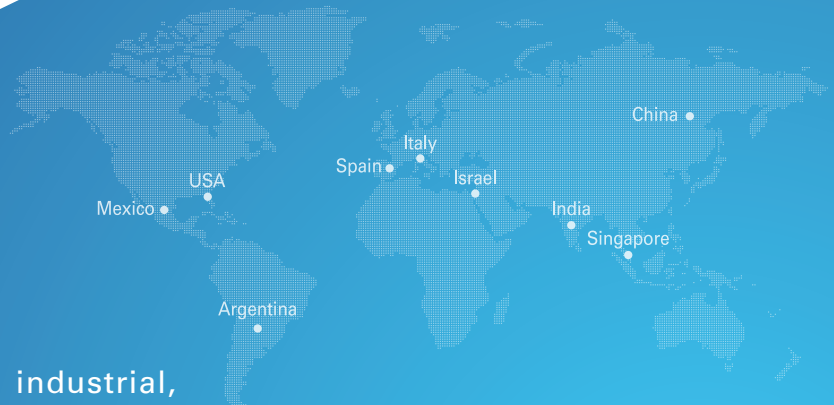 China
Italy
Spain
Israel
USA
Mexico
India
Singapore
Argentina
industrial,